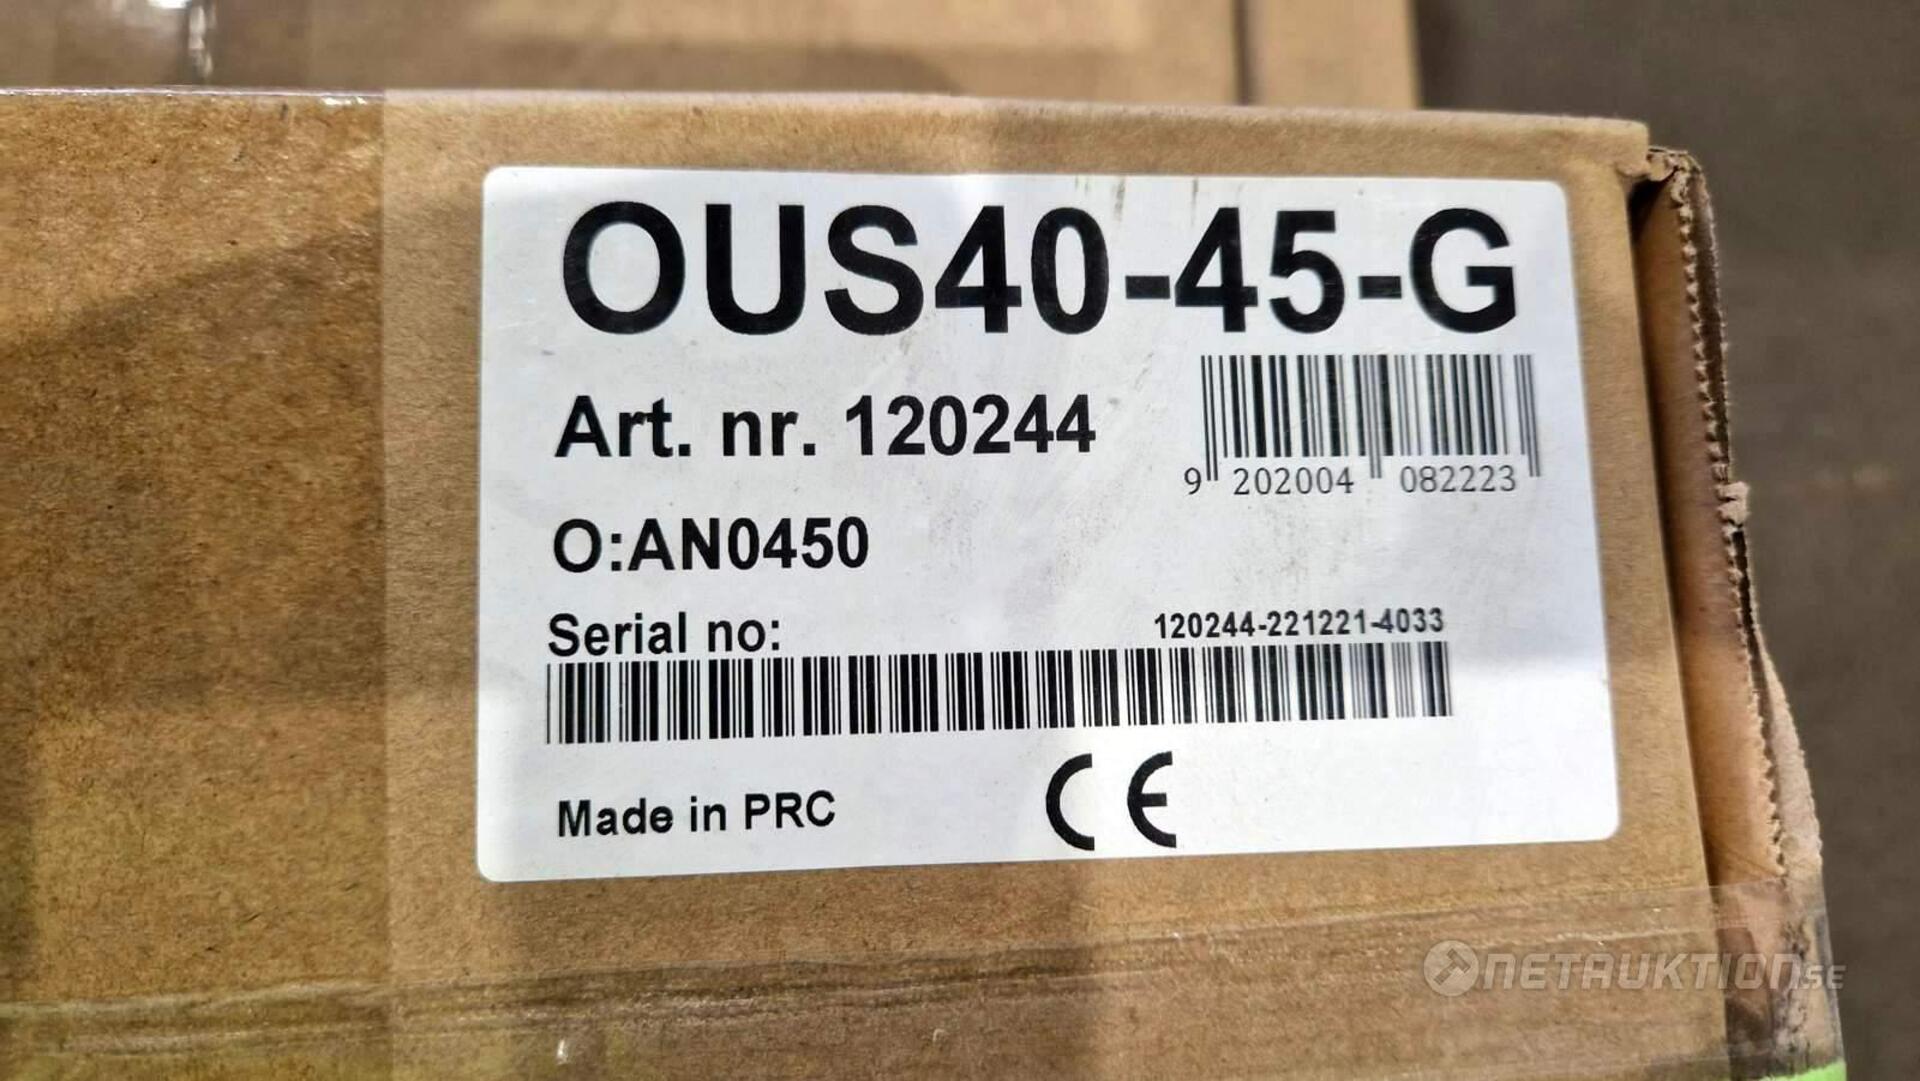 OUS40-45-G
Art. nr. 120244
9 202004 082223
O:AN0450
Serial no: 120244-221221-4033
Made in PRC
CE
NETAUKTION.SE